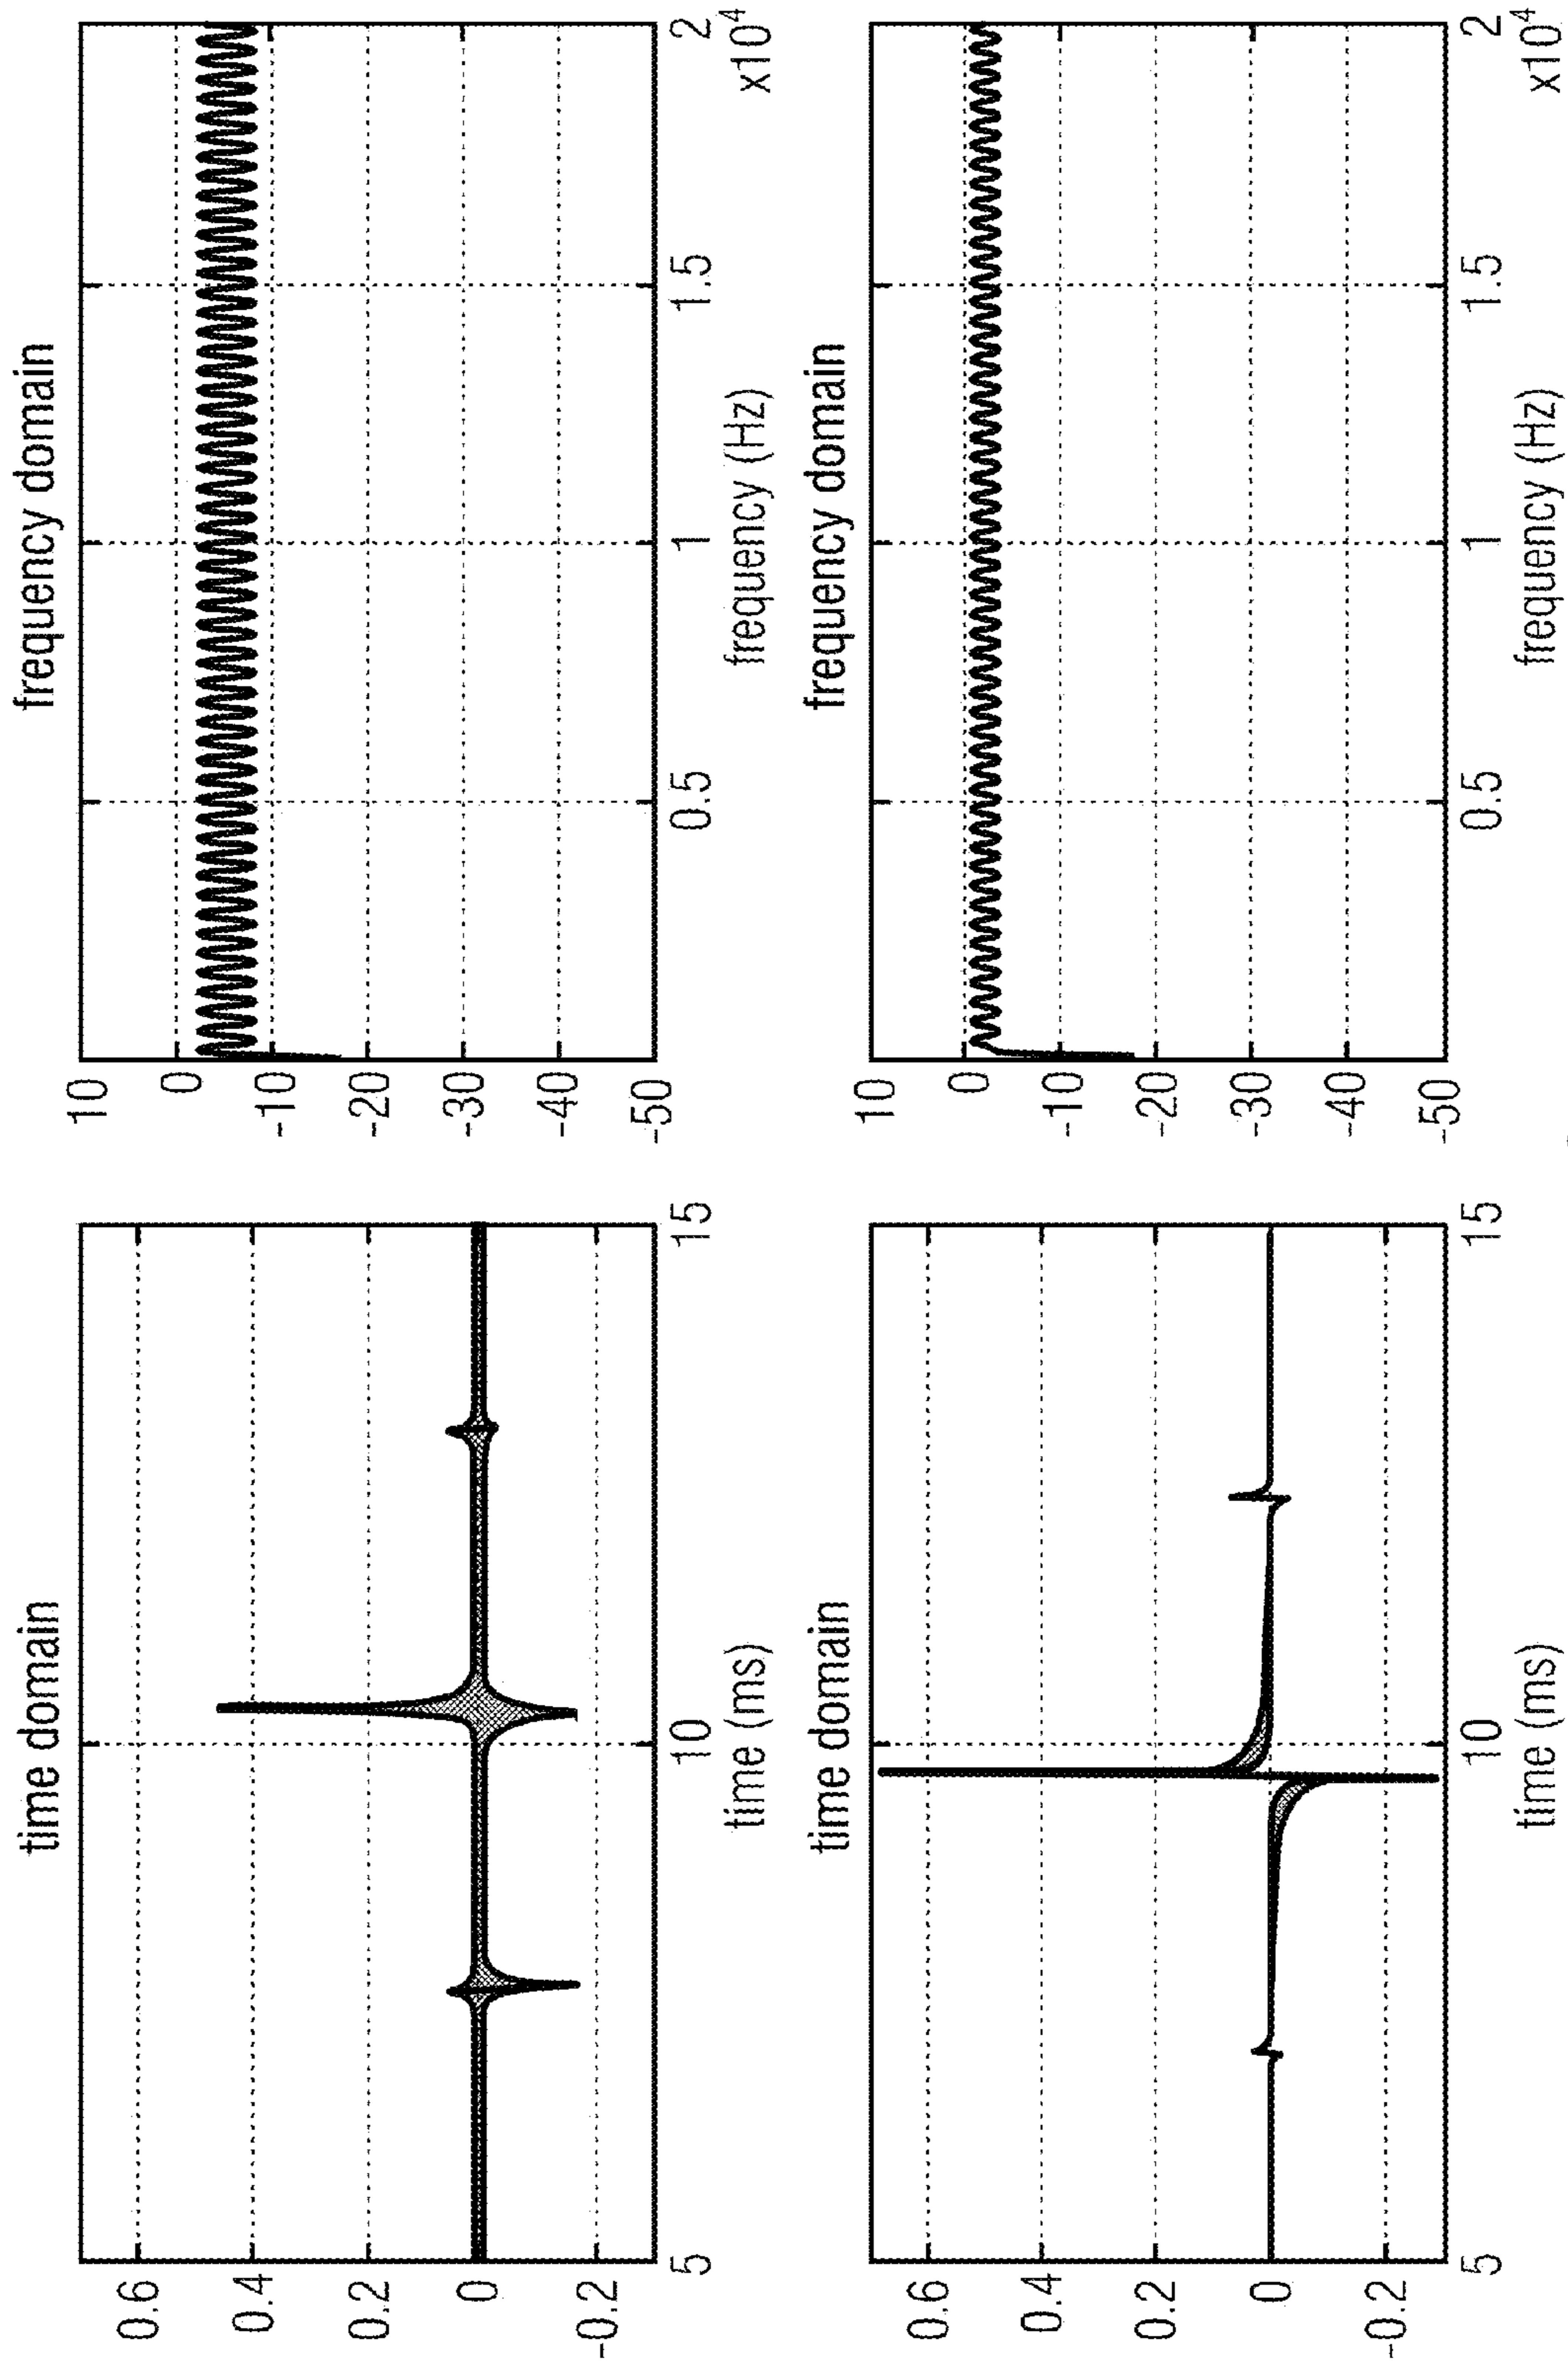 time domain
0.6
0.4
0.2
0
-0.2
5 10 15
time (ms)
frequency domain
10
0
-10
-20
-30
-40
-50
0.5 1 1.5 2
frequency (Hz)
x10⁴
time domain
0.6
0.4
0.2
0
-0.2
5 10 15
time (ms)
frequency domain
10
0
-10
-20
-30
-40
-50
0.5 1 1.5 2
frequency (Hz)
x10⁴